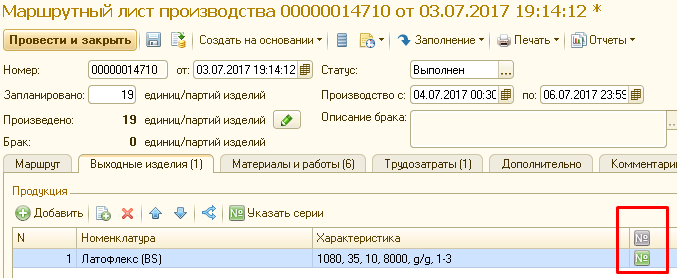 Маршрутный лист производства 00000014710 от 03.07.2017 19:14:12 *
Провести и закрыть Создать на основании Заполнение Печать Отчеты
Номер: 00000014710 от: 03.07.2017 19:14:12 Статус: Выполнен ...
Запланировано: 19 единиц/партий изделий Производство с: 04.07.2017 00:30 по: 06.07.2017 23:59
Произведено: 19 единиц/партий изделий Описание брака:
Брак: 0 единиц/партий изделий
Маршрут Выходные изделия (1) Материалы и работы (6) Трудозатраты (1) Дополнительно Комментари
Продукция
Добавить № Указать серии
N Номенклатура Характеристика №
1 Латофлекс (BS) 1080, 35, 10, 8000, g/g, 1-3 №